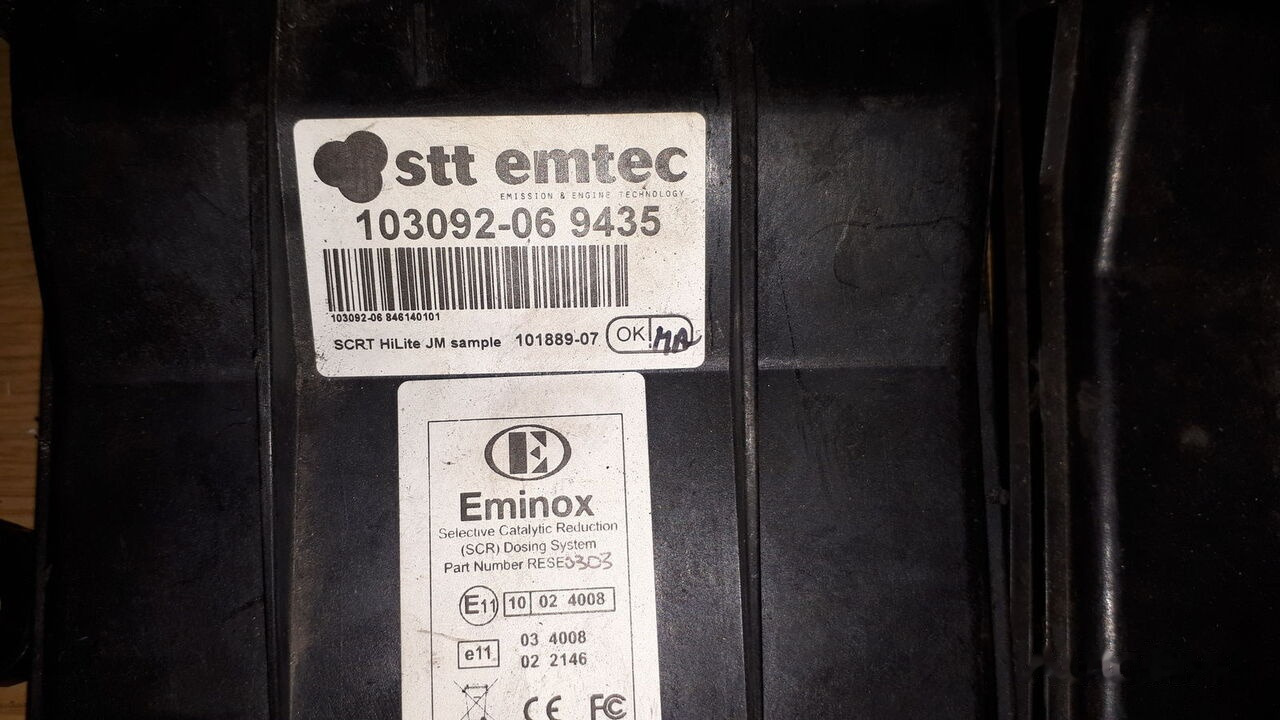 stt emtec
EMISSION & ENGINE TECHNOLOGY
103092-06 9435
103092-06 846140101
SCRT HiLite JM sample 101889-07 OK MA
E
Eminox
Selective Catalytic Reduction
(SCR) Dosing System
Part Number RESE0303
E11 10 02 4008
e11 03 4008
02 2146
CE FC